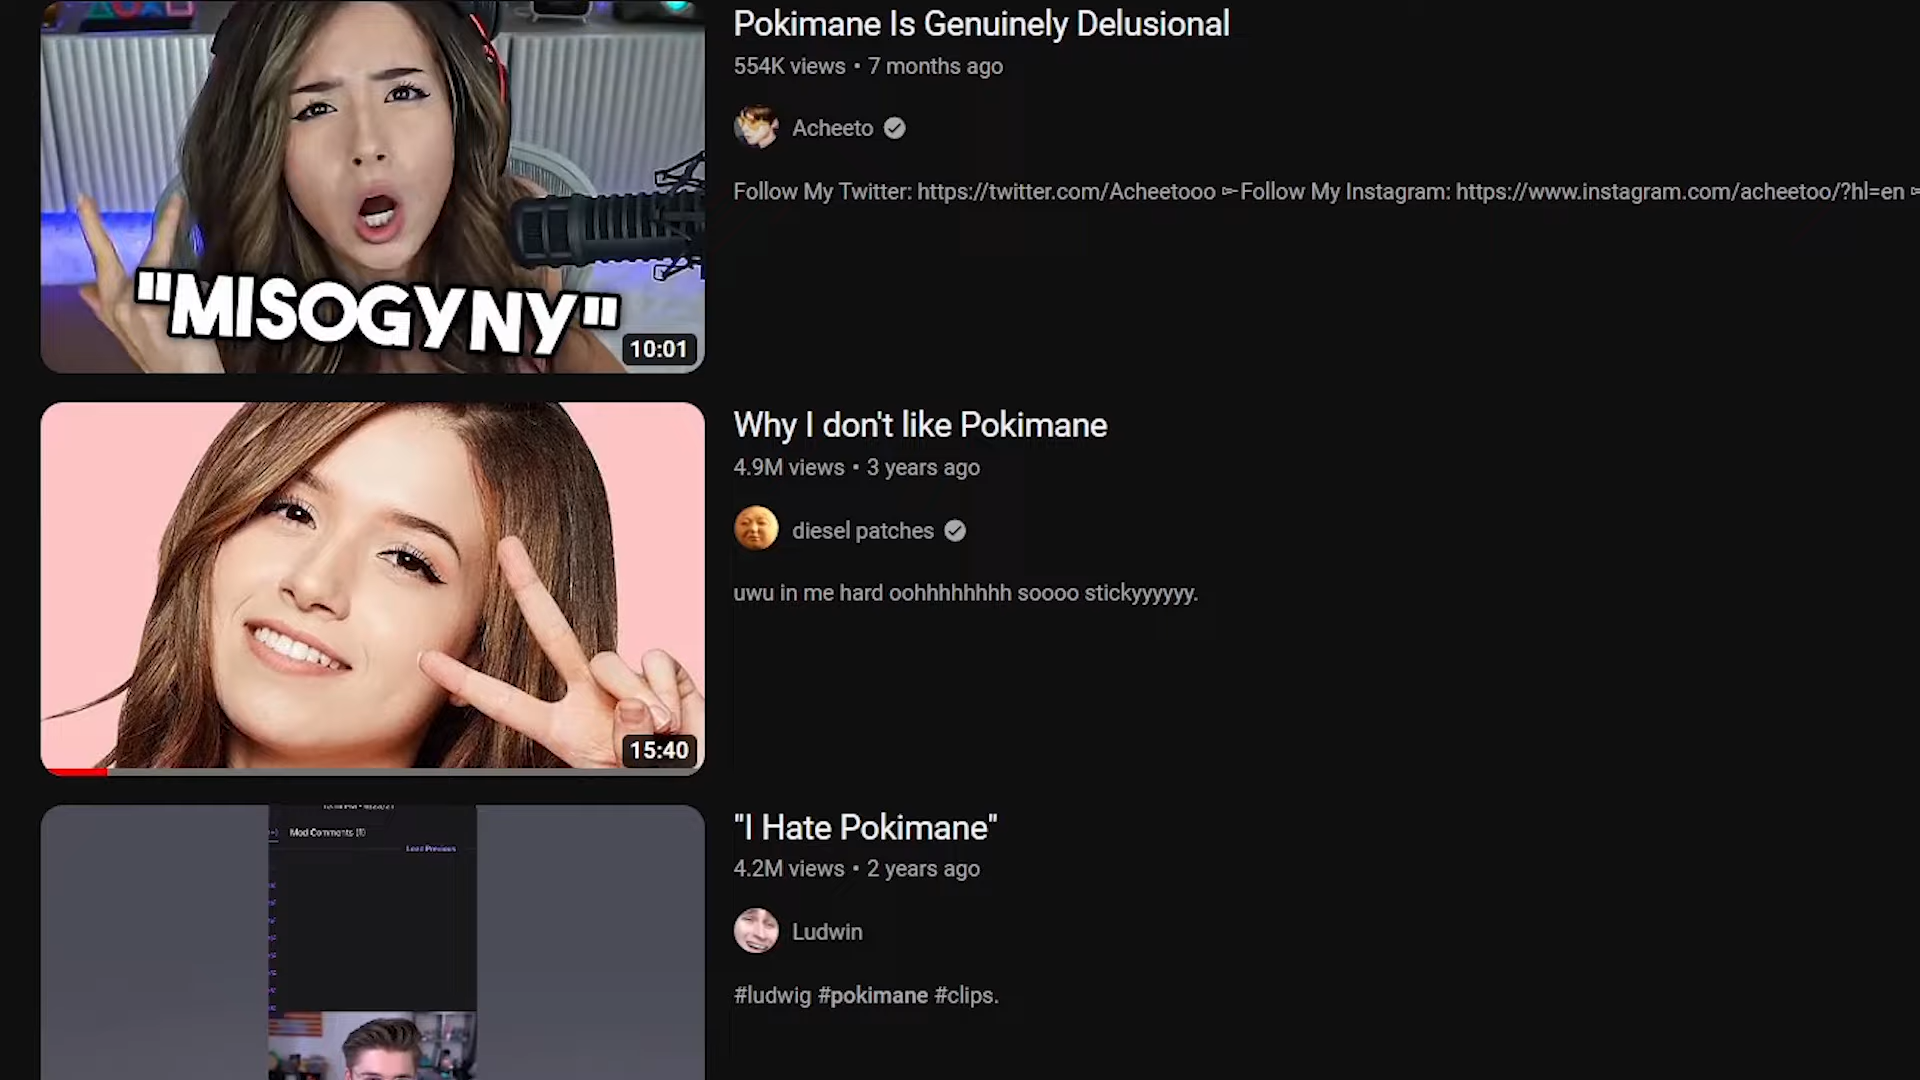 Pokimane Is Genuinely Delusional
554K views • 7 months ago
Acheeto
Follow My Twitter: https://twitter.com/Acheetooo ➳Follow My Instagram: https://www.instagram.com/acheetoo/?hl=en
"MISOGYNY"
10:01
Why I don't like Pokimane
4.9M views • 3 years ago
diesel patches
uwu in me hard oohhhhhhhh soooo stickyyyyyy.
15:40
"I Hate Pokimane"
4.2M views • 2 years ago
Ludwin
#ludwig #pokimane #clips.
Mod Comments (1)
Load Previous